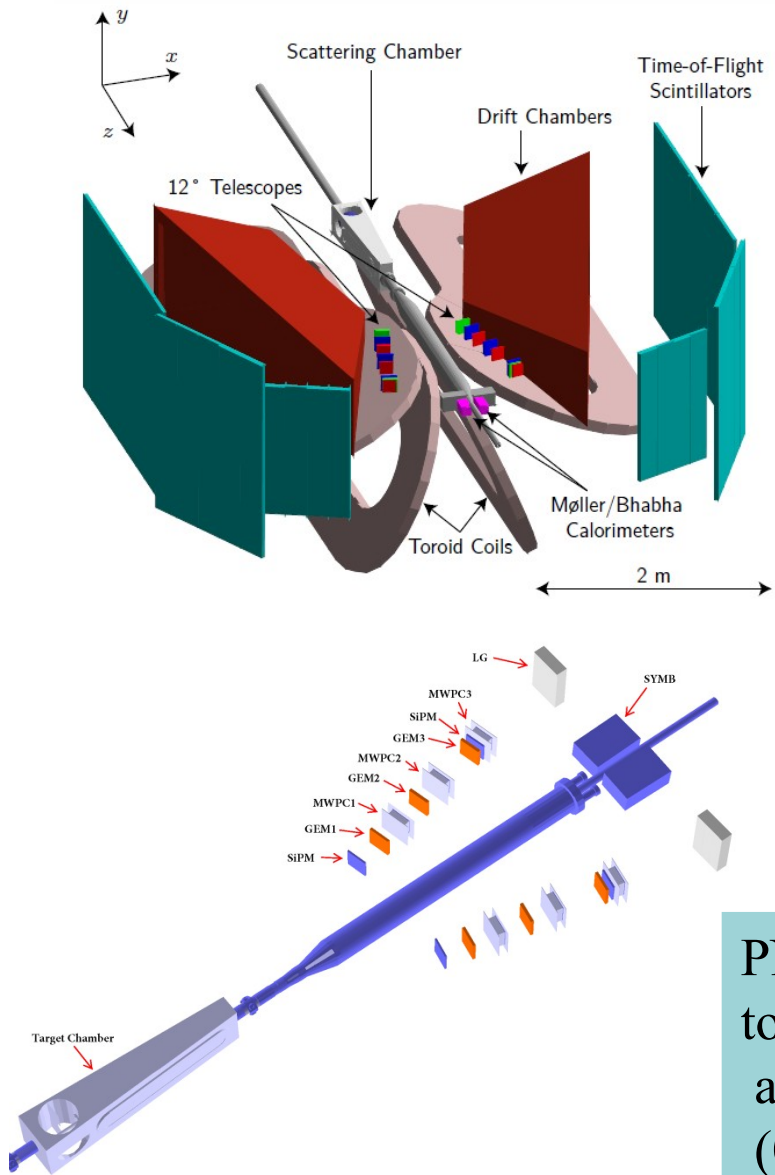 y
x
z
Scattering Chamber
Time-of-Flight
Scintillators
Drift Chambers
12° Telescopes
Møller/Bhabha
Calorimeters
Toroid Coils
2 m
LG
SYMB
MWPC3
SiPM
GEM3
MWPC2
GEM2
MWPC1
GEM1
SiPM
Target Chamber
to
a